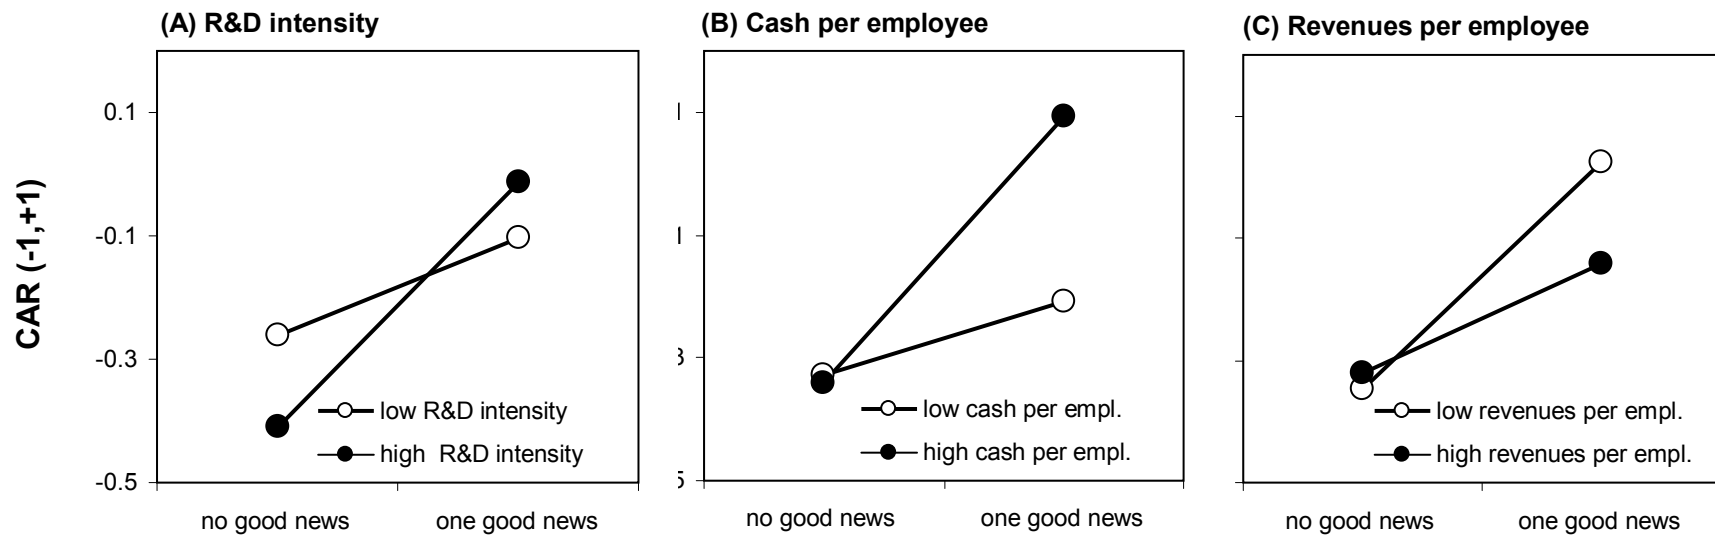 (A) R&D intensity
(B) Cash per employee
(C) Revenues per employee
CAR (-1,+1)
0.1
-0.1
-0.3
-0.5
low R&D intensity
high R&D intensity
no good news
one good news
low cash per empl.
high cash per empl.
no good news
one good news
low revenues per empl.
high revenues per empl.
no good news
one good news